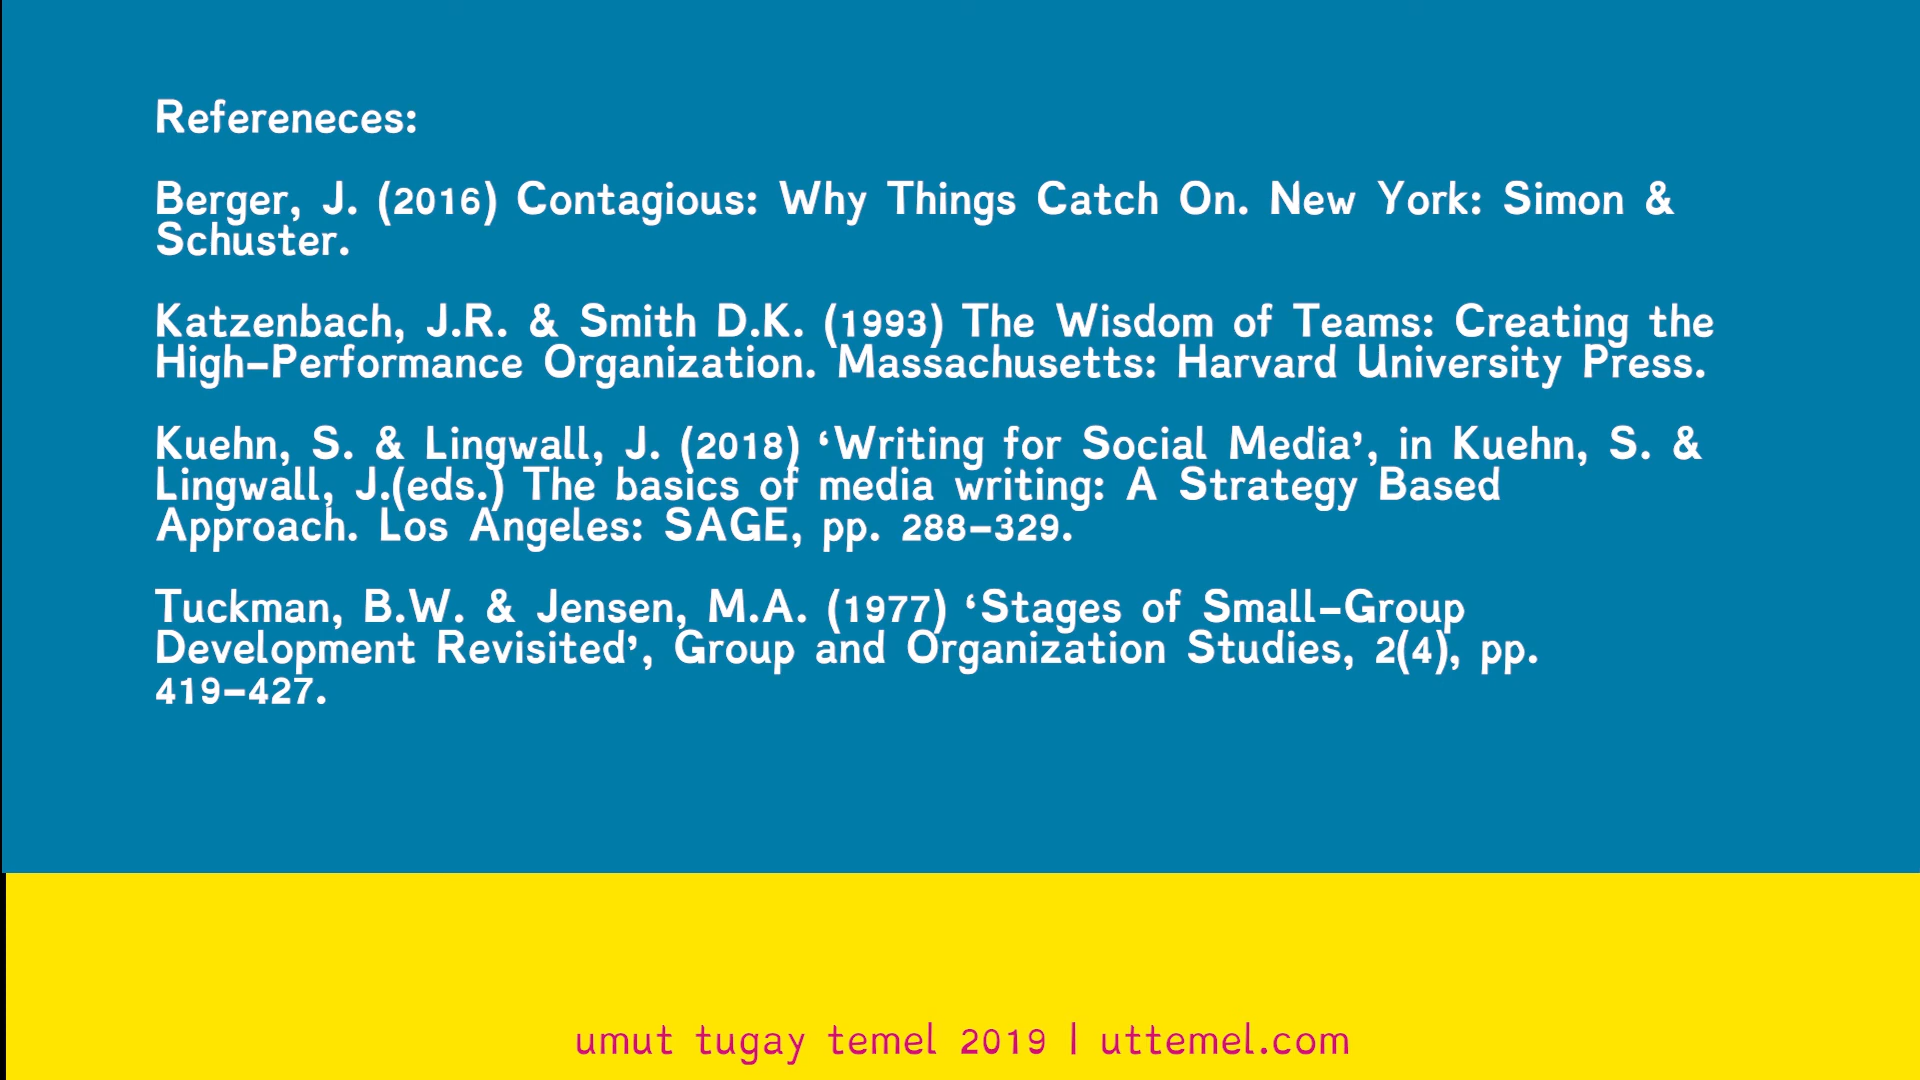 Refereneces:
Berger, J. (2016) Contagious: Why Things Catch On. New York: Simon &
Schuster.
Katzenbach, J.R. & Smith D.K. (1993) The Wisdom of Teams: Creating the
High-Performance Organization. Massachusetts: Harvard University Press.
Kuehn, S. & Lingwall, J. (2018) ‘Writing for Social Media’, in Kuehn, S. &
Lingwall, J.(eds.) The basics of media writing: A Strategy Based
Approach. Los Angeles: SAGE, pp. 288-329.
Tuckman, B.W. & Jensen, M.A. (1977) ‘Stages of Small-Group
Development Revisited’, Group and Organization Studies, 2(4), pp.
419-427.
umut tugay temel 2019 | uttemel.com